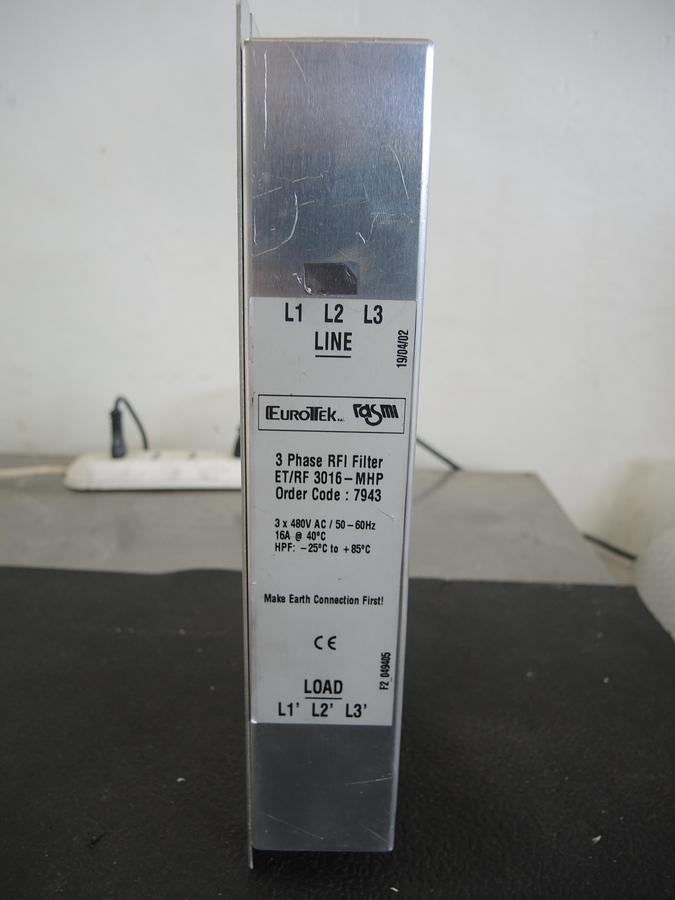 L1 L2 L3
LINE
19/04/02
EUROTEK
rasmi
3 Phase RFI Filter
ET/RF 3016-MHP
Order Code : 7943
3 x 480V AC / 50-60Hz
16A @ 40°C
HPF: -25°C to +85°C
Make Earth Connection First!
CE
F2_049405
LOAD
L1' L2' L3'